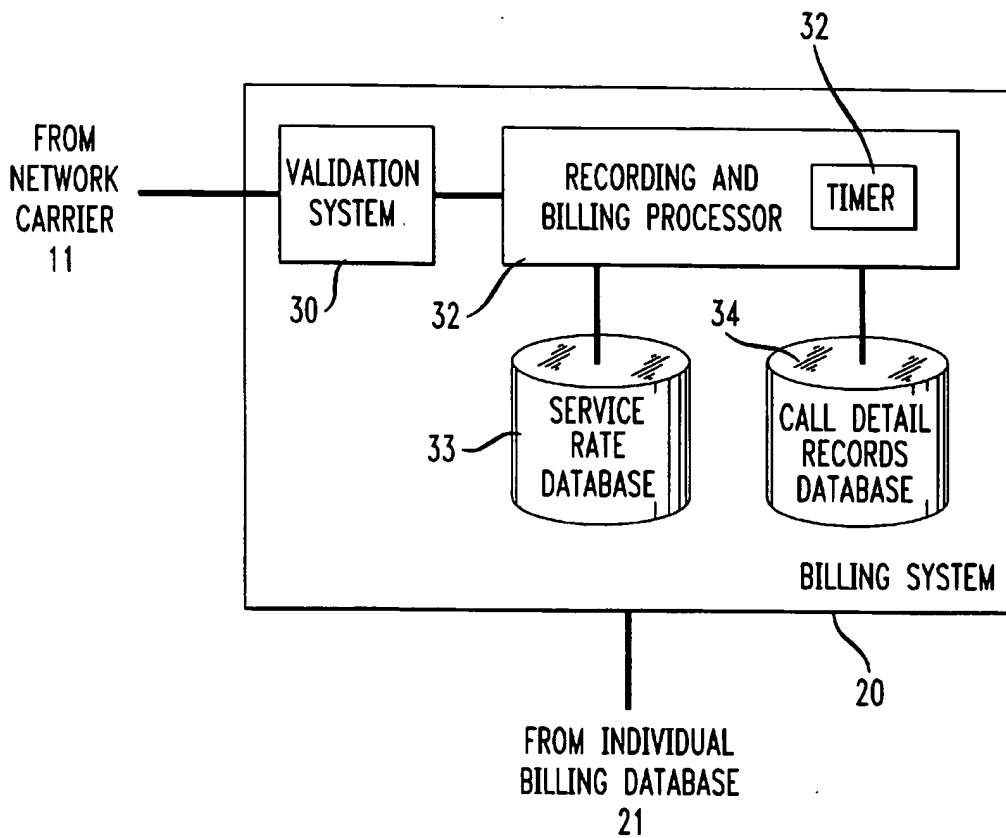 32
FROM
NETWORK
CARRIER
11
VALIDATION
SYSTEM
RECORDING AND
BILLING PROCESSOR
TIMER
30
32
34
33
SERVICE
RATE
DATABASE
CALL DETAIL
RECORDS
DATABASE
BILLING SYSTEM
20
FROM INDIVIDUAL
BILLING DATABASE
21